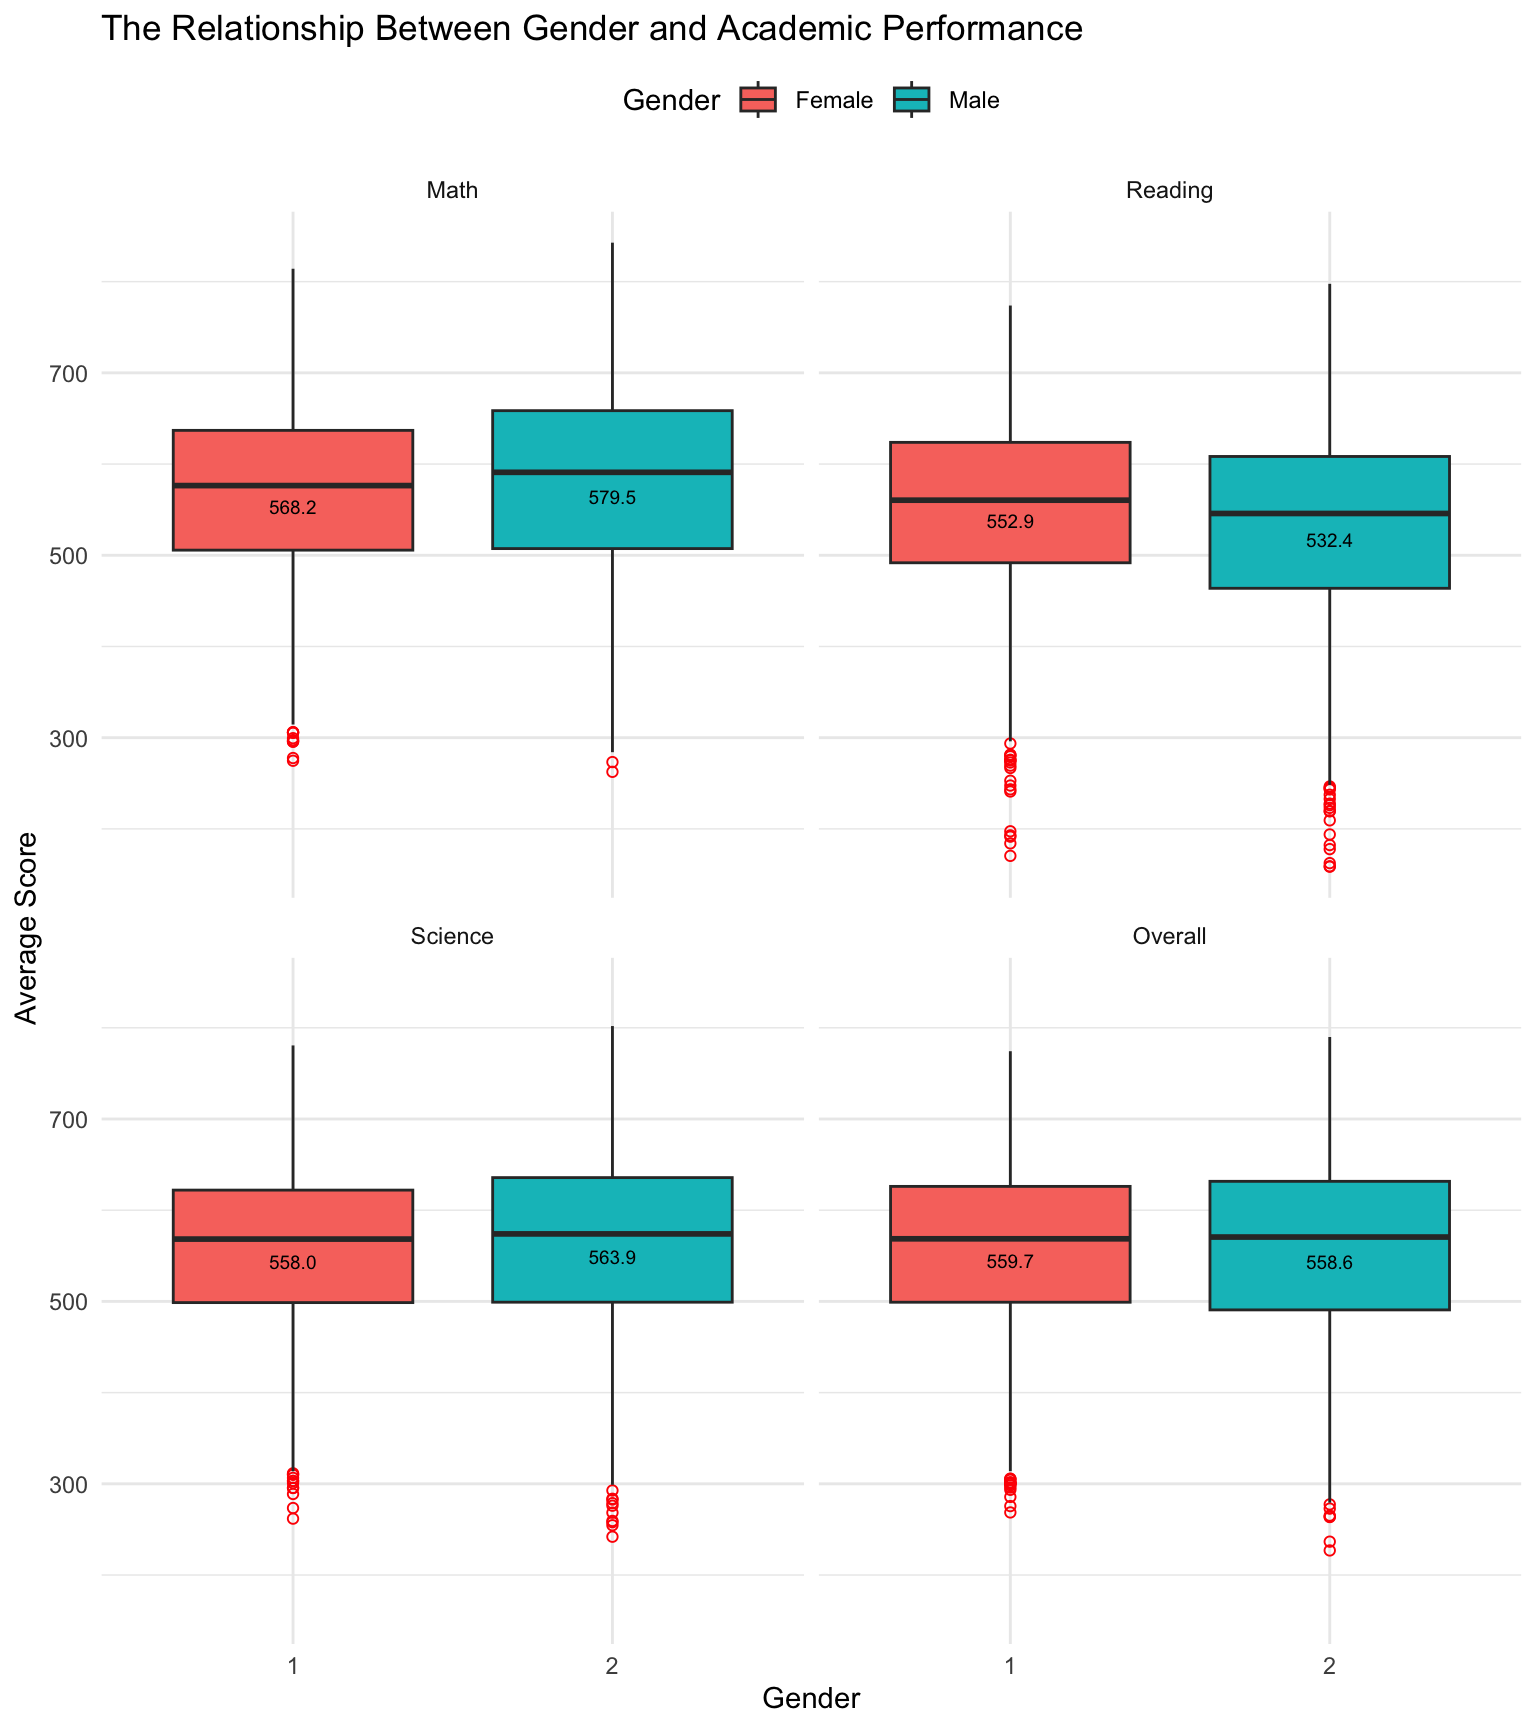 The Relationship Between Gender and Academic Performance
Gender Female Male
Math Reading
700
500
300
568.2 579.5 552.9 532.4
Average Score
Science Overall
700
500
300
558.0 563.9 559.7 558.6
1 2 1 2
Gender